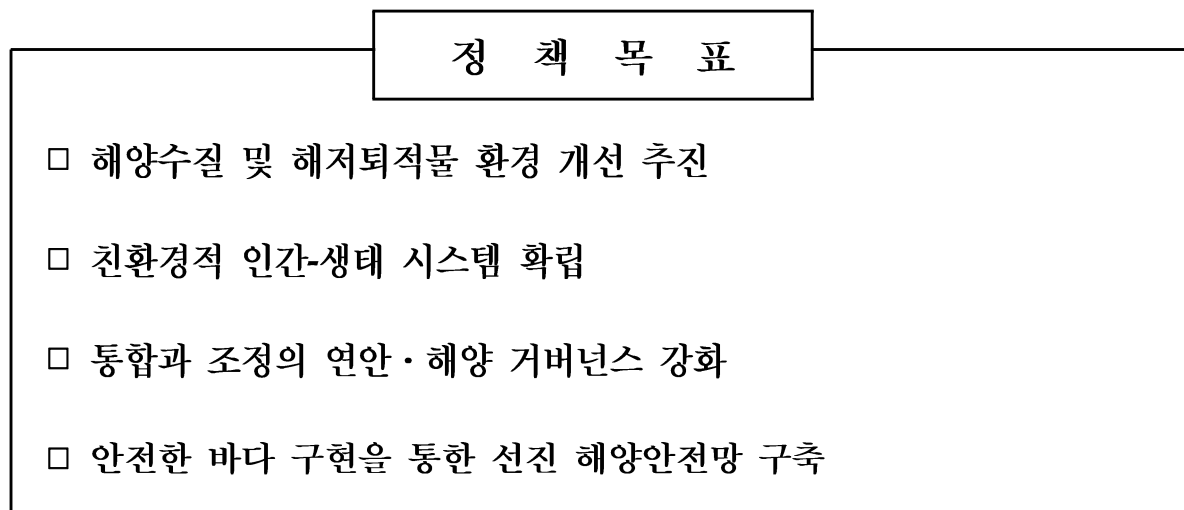 정 책 목 표
□ 해양수질 및 해저퇴적물 환경 개선 추진
□ 친환경적 인간-생태 시스템 확립
□ 통합과 조정의 연안·해양 거버넌스 강화
□ 안전한 바다 구현을 통한 선진 해양안전망 구축